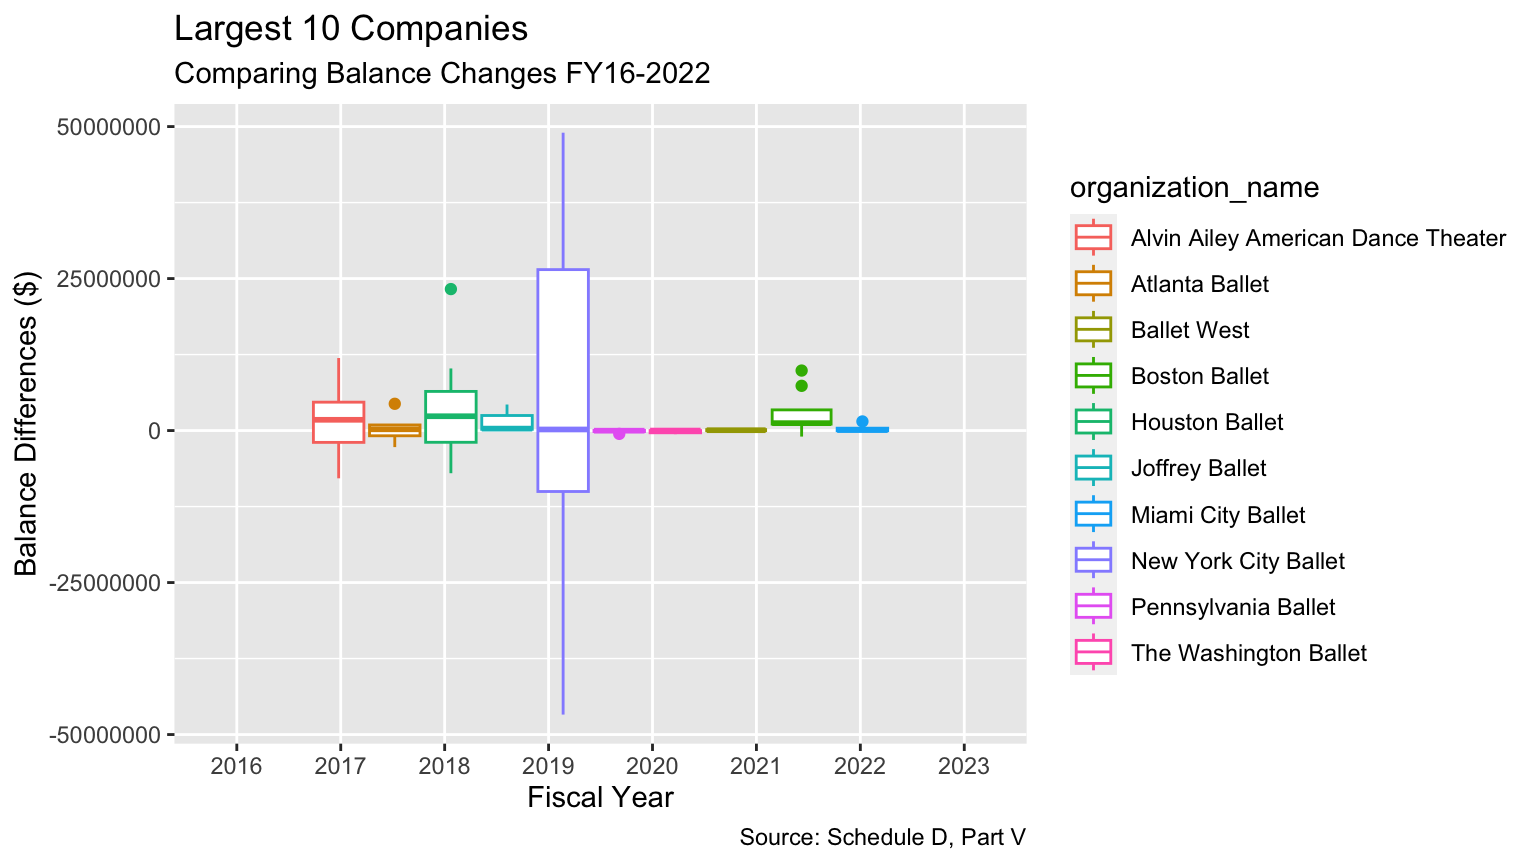 Largest 10 Companies
Comparing Balance Changes FY16-2022
Balance Differences ($)
50000000
25000000
0
-25000000
-50000000
2016 2017 2018 2019 2020 2021 2022 2023
Fiscal Year
Source: Schedule D, Part V
organization_name
Alvin Ailey American Dance Theater
Atlanta Ballet
Ballet West
Boston Ballet
Houston Ballet
Joffrey Ballet
Miami City Ballet
New York City Ballet
Pennsylvania Ballet
The Washington Ballet